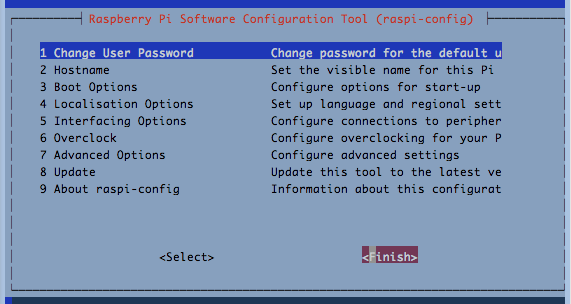 Raspberry Pi Software Configuration Tool (raspi-config)
1 Change User Password Change password for the default u
2 Hostname Set the visible name for this Pi
3 Boot Options Configure options for start-up
4 Localisation Options Set up language and regional sett
5 Interfacing Options Configure connections to peripher
6 Overclock Configure overclocking for your P
7 Advanced Options Configure advanced settings
8 Update Update this tool to the latest ve
9 About raspi-config Information about this configurat
<Select> <Finish>